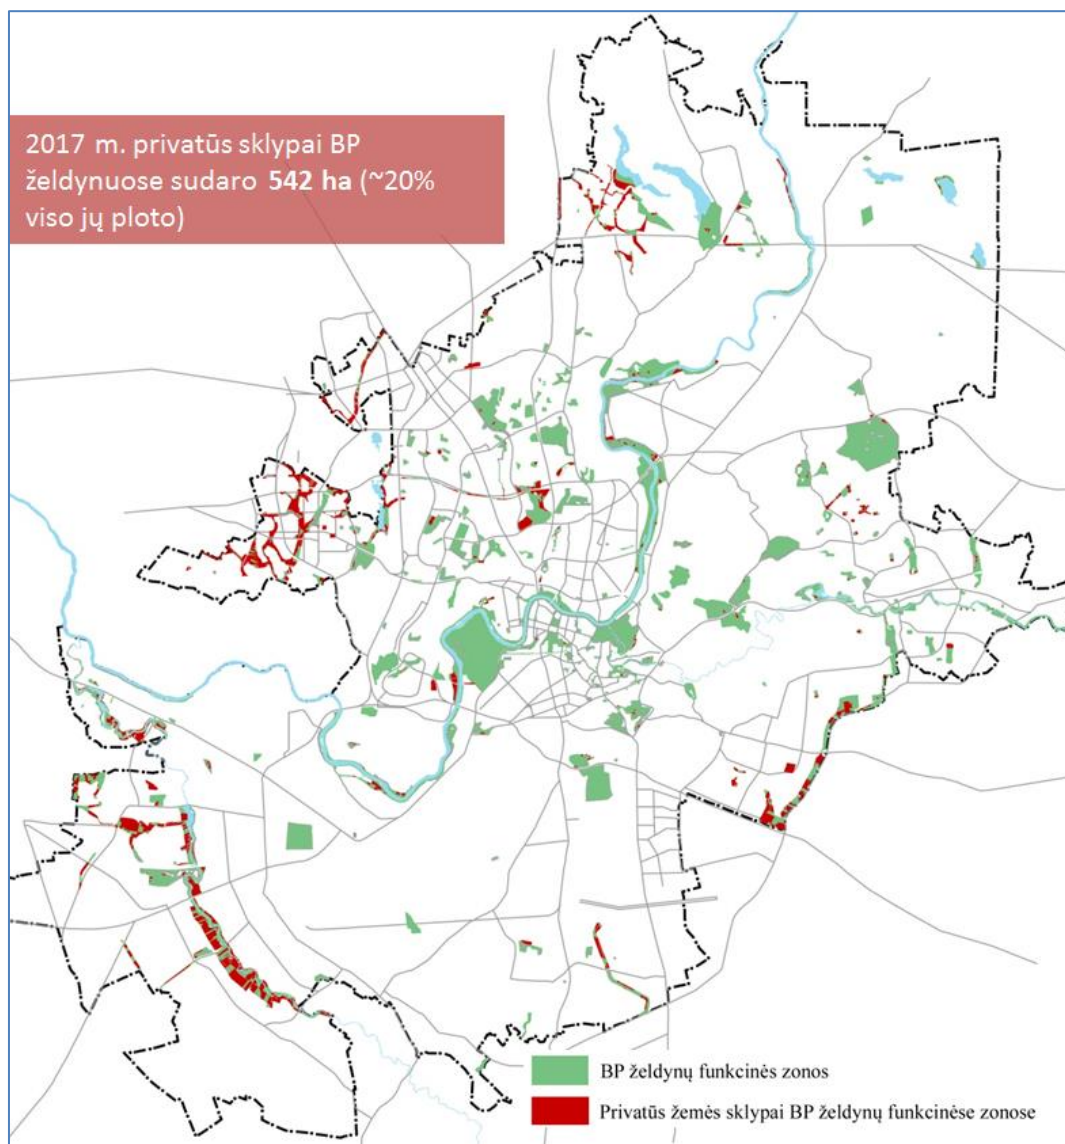 2017 m. privatūs sklypai BP
želdynuose sudaro 542 ha (~20%
viso jų ploto)
BP želdynų funkcinės zonos
Privatūs žemės sklypai BP želdynų funkcinėse zonose